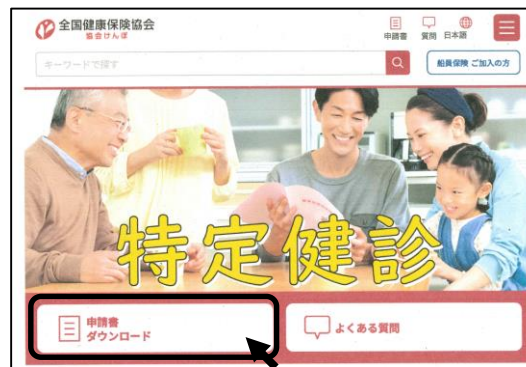 全国健康保険協会
協会けんぽ
申請書
質問
日本語
キーワードで探す
船員保険 ご加入の方
特定健診
申請書
ダウンロード
よくある質問